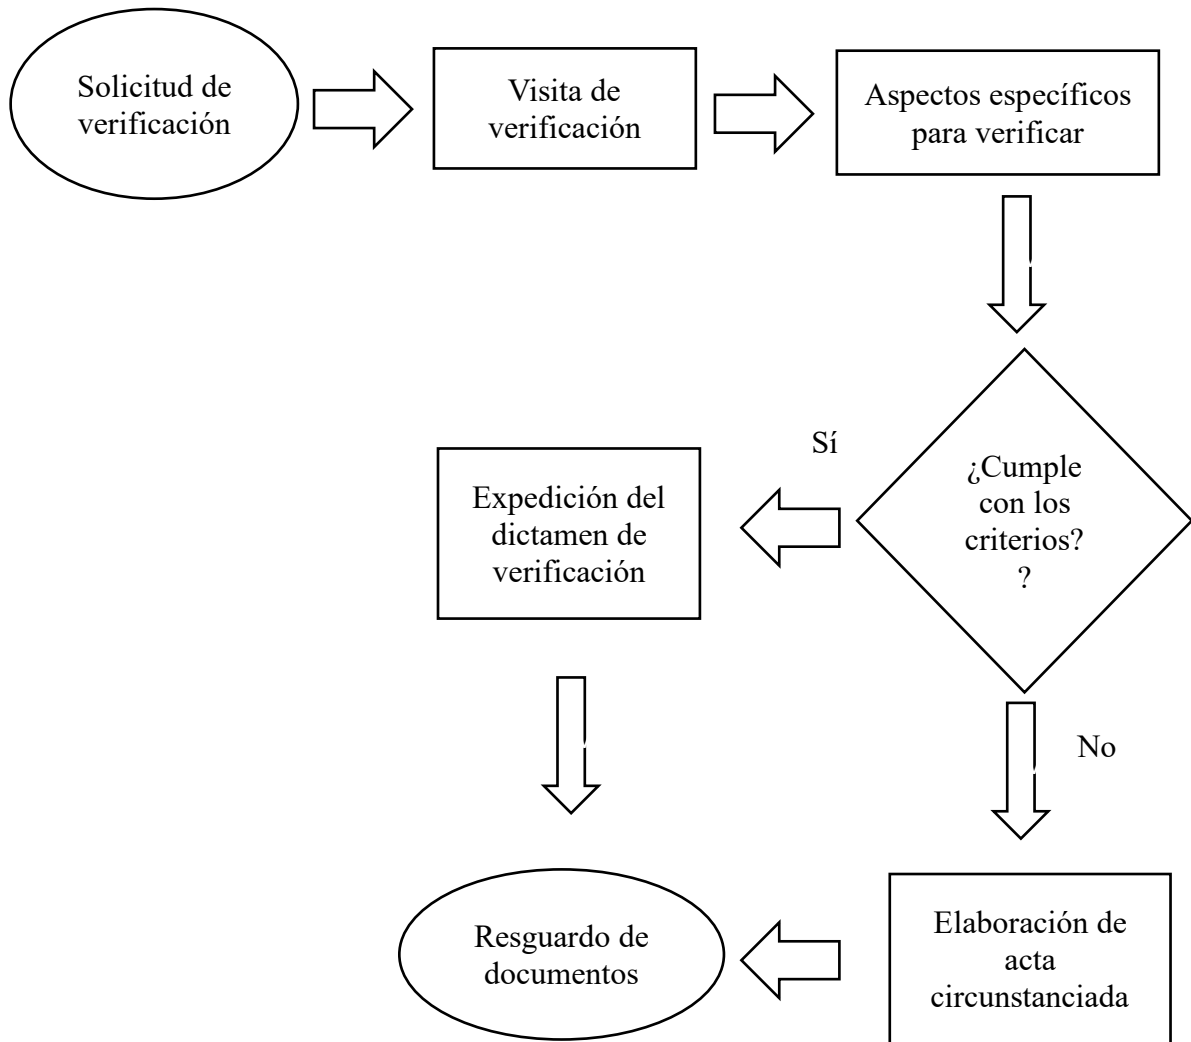 Solicitud de
verificación
Visita de
verificación
Aspectos específicos
para verificar
¿Cumple
con los
criterios?
?
Sí
Expedición del
dictamen de
verificación
No
Elaboración de
acta
circunstanciada
Resguardo de
documentos